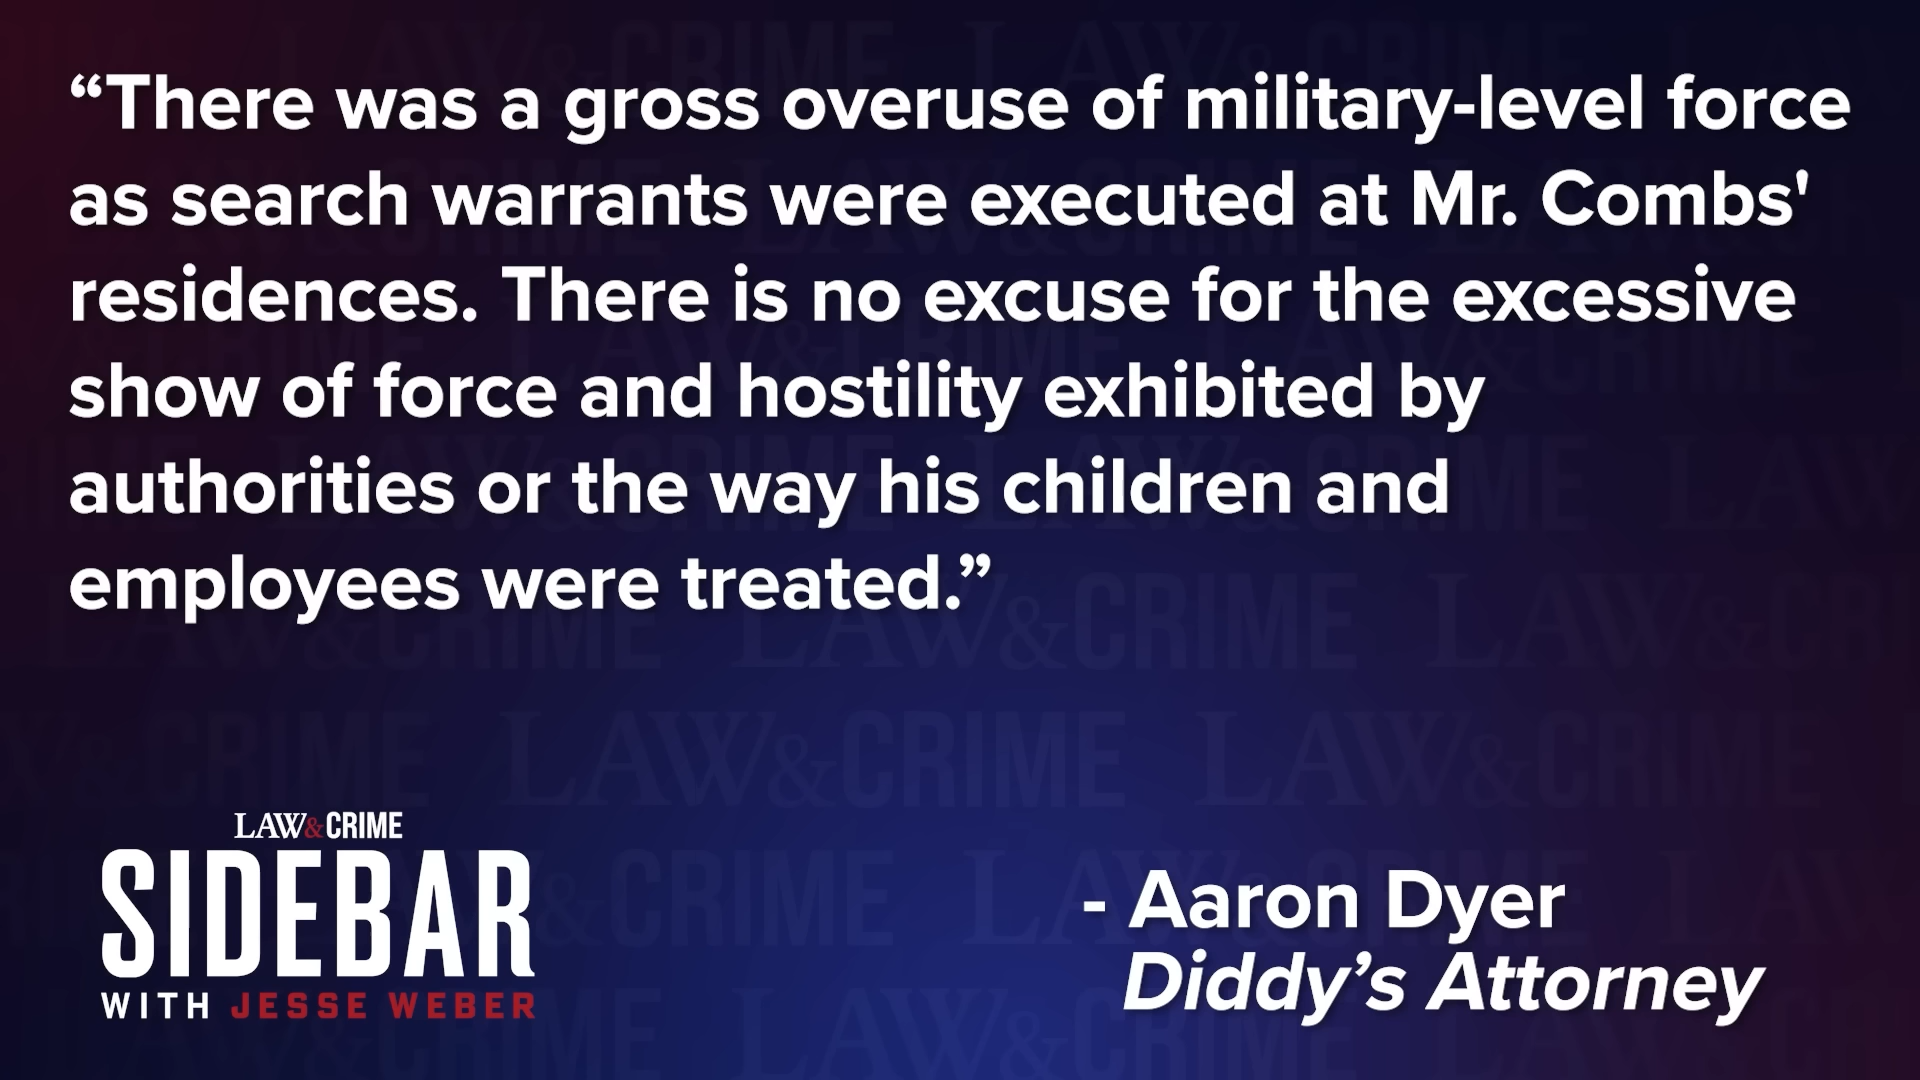 “There was a gross overuse of military-level force
as search warrants were executed at Mr. Combs'
residences. There is no excuse for the excessive
show of force and hostility exhibited by
authorities or the way his children and
employees were treated.”
LAW&CRIME
SIDEBAR
WITH JESSE WEBER
- Aaron Dyer
Diddy’s Attorney